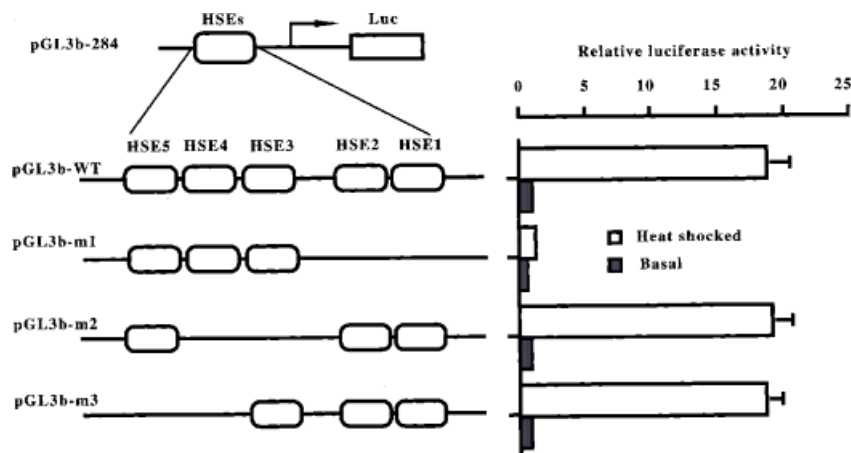 HSEs Luc
pGL3b-284
Relative luciferase activity
0 5 10 15 20 25
HSE5 HSE4 HSE3 HSE2 HSE1
pGL3b-WT
pGL3b-m1
Heat shocked
Basal
pGL3b-m2
pGL3b-m3